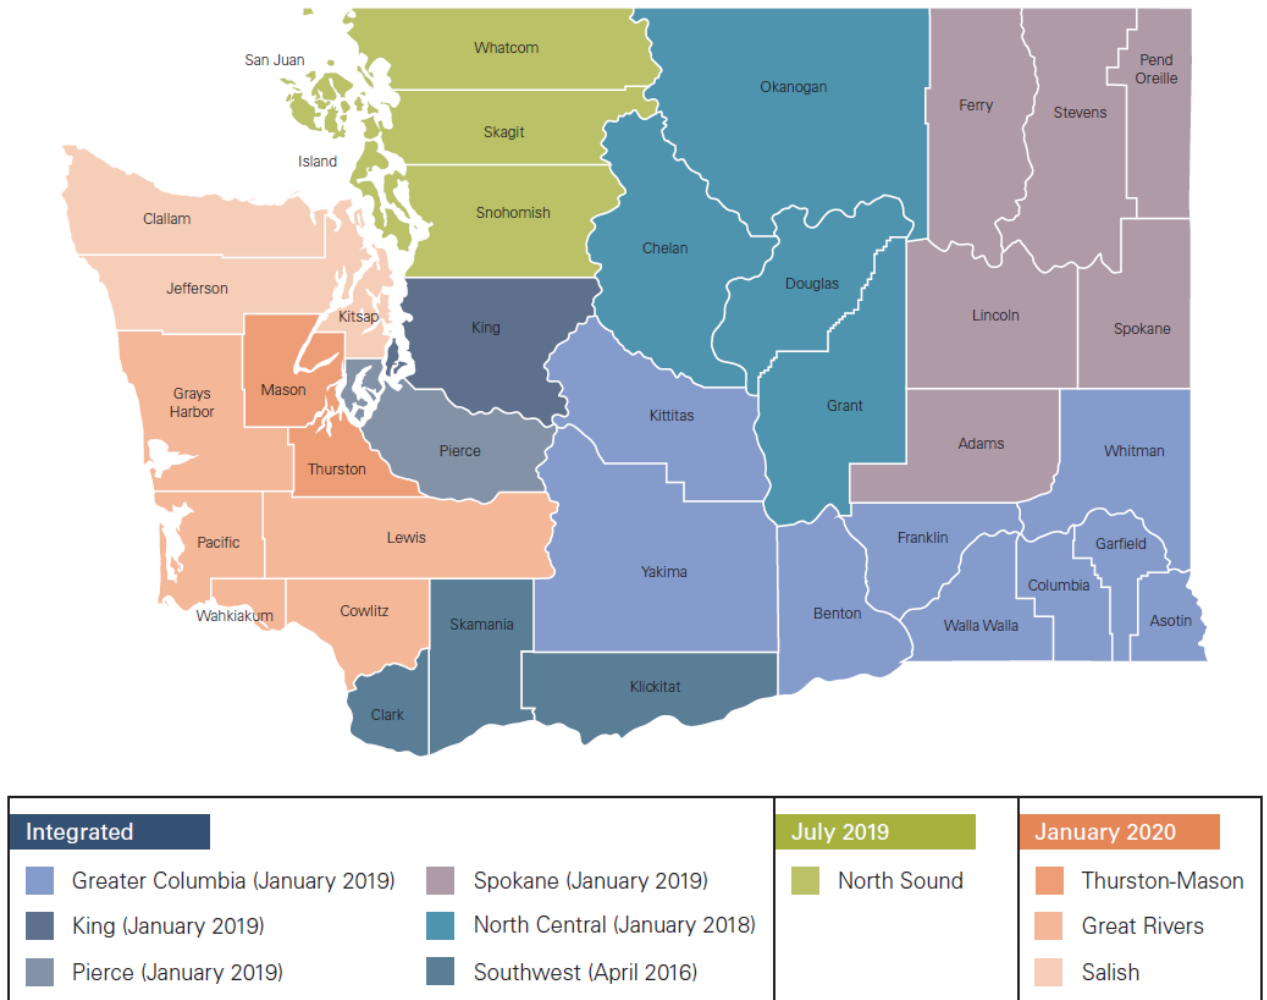 Whatcom
San Juan
Pend
Oreille
Okanogan
Ferry
Stevens
Skagit
Island
Snohomish
Clallam
Chelan
Douglas
Jefferson
Kitsap
King
Lincoln
Spokane
Mason
Grays
Harbor
Kittitas
Grant
Pierce
Adams
Whitman
Thurston
Pacific
Lewis
Franklin
Garfield
Yakima
Columbia
Wahkiakum
Cowlitz
Skamania
Benton
Walla Walla
Asotin
Klickitat
Clark
Integrated
Greater Columbia (January 2019)
King (January 2019)
Pierce (January 2019)
Spokane (January 2019)
North Central (January 2018)
Southwest (April 2016)
July 2019
North Sound
January 2020
Thurston-Mason
Great Rivers
Salish